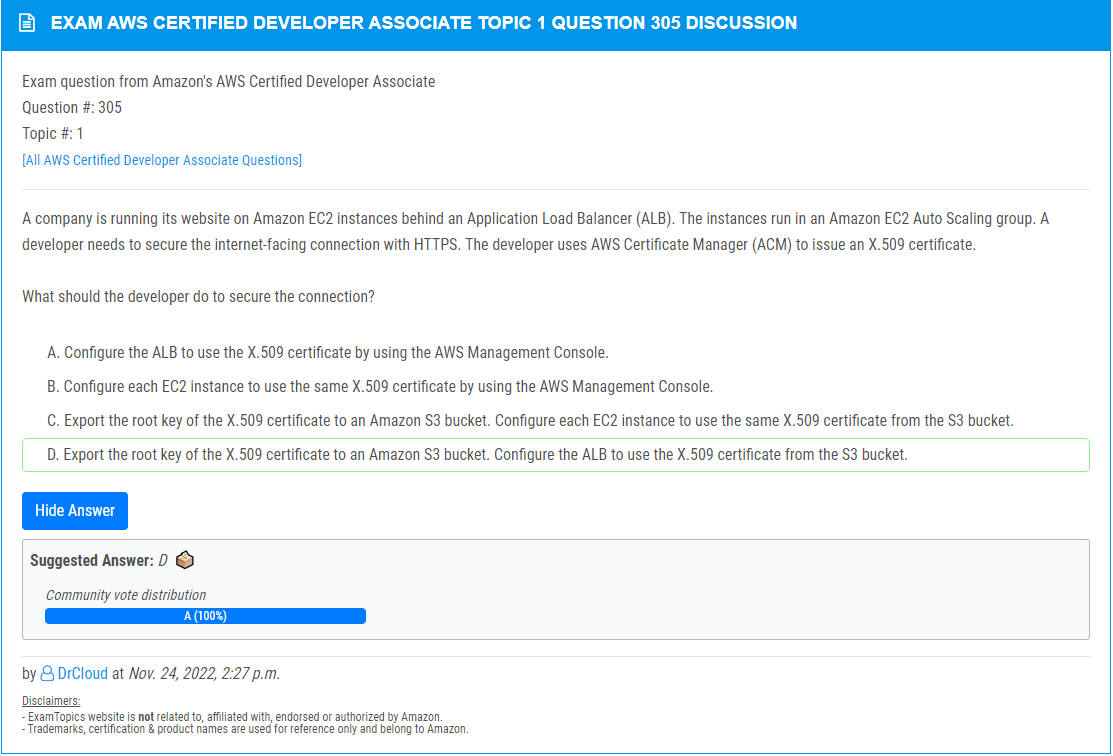 EXAM AWS CERTIFIED DEVELOPER ASSOCIATE TOPIC 1 QUESTION 305 DISCUSSION
Exam question from Amazon's AWS Certified Developer Associate
Question #: 305
Topic #: 1
[All AWS Certified Developer Associate Questions]
A company is running its website on Amazon EC2 instances behind an Application Load Balancer (ALB). The instances run in an Amazon EC2 Auto Scaling group. A
developer needs to secure the internet-facing connection with HTTPS. The developer uses AWS Certificate Manager (ACM) to issue an X.509 certificate.
What should the developer do to secure the connection?
A. Configure the ALB to use the X.509 certificate by using the AWS Management Console.
B. Configure each EC2 instance to use the same X.509 certificate by using the AWS Management Console.
C. Export the root key of the X.509 certificate to an Amazon S3 bucket. Configure each EC2 instance to use the same X.509 certificate from the S3 bucket.
D. Export the root key of the X.509 certificate to an Amazon S3 bucket. Configure the ALB to use the X.509 certificate from the S3 bucket.
Hide Answer
Suggested Answer: D
Community vote distribution
A (100%)
by DrCloud at Nov. 24, 2022, 2:27 p.m.
Disclaimers:
- ExamTopics website is not related to, affiliated with, endorsed or authorized by Amazon.
- Trademarks, certification & product names are used for reference only and belong to Amazon.